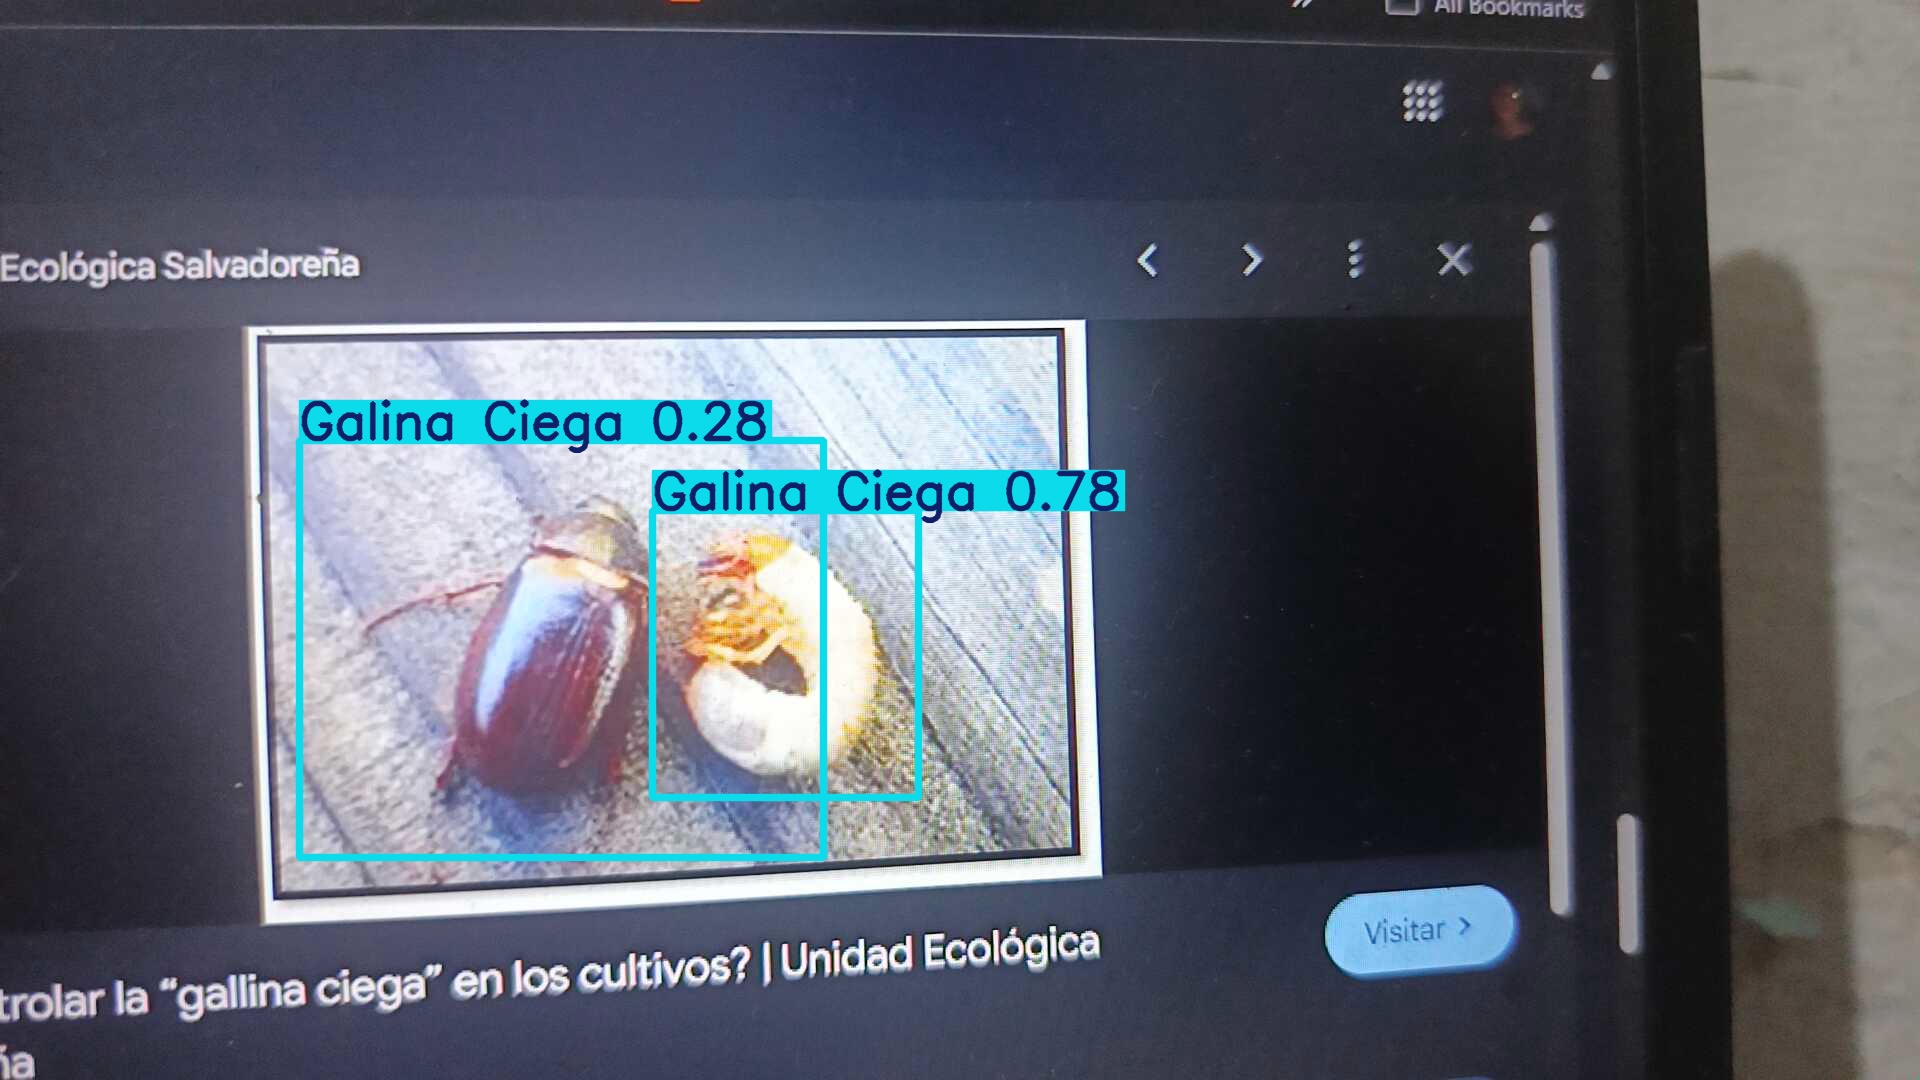 All Bookmarks
Ecológica Salvadoreña
Galina Ciega 0.28
Galina Ciega 0.78
Visitar
trolar la “gallina ciega” en los cultivos? | Unidad Ecológica
ña